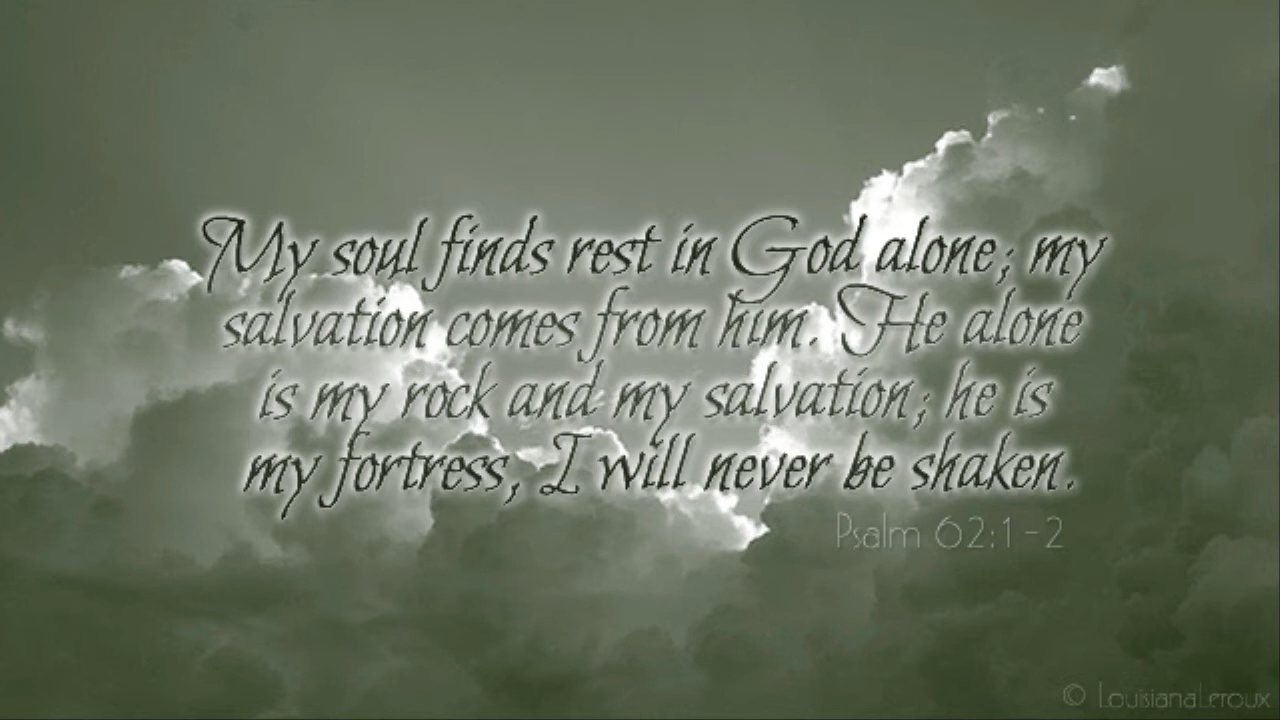 My soul finds rest in God alone; my
salvation comes from him. He alone
is my rock and my salvation; he is
my fortress, I will never be shaken.
Psalm 62:1-2
© LouisianaLeroux